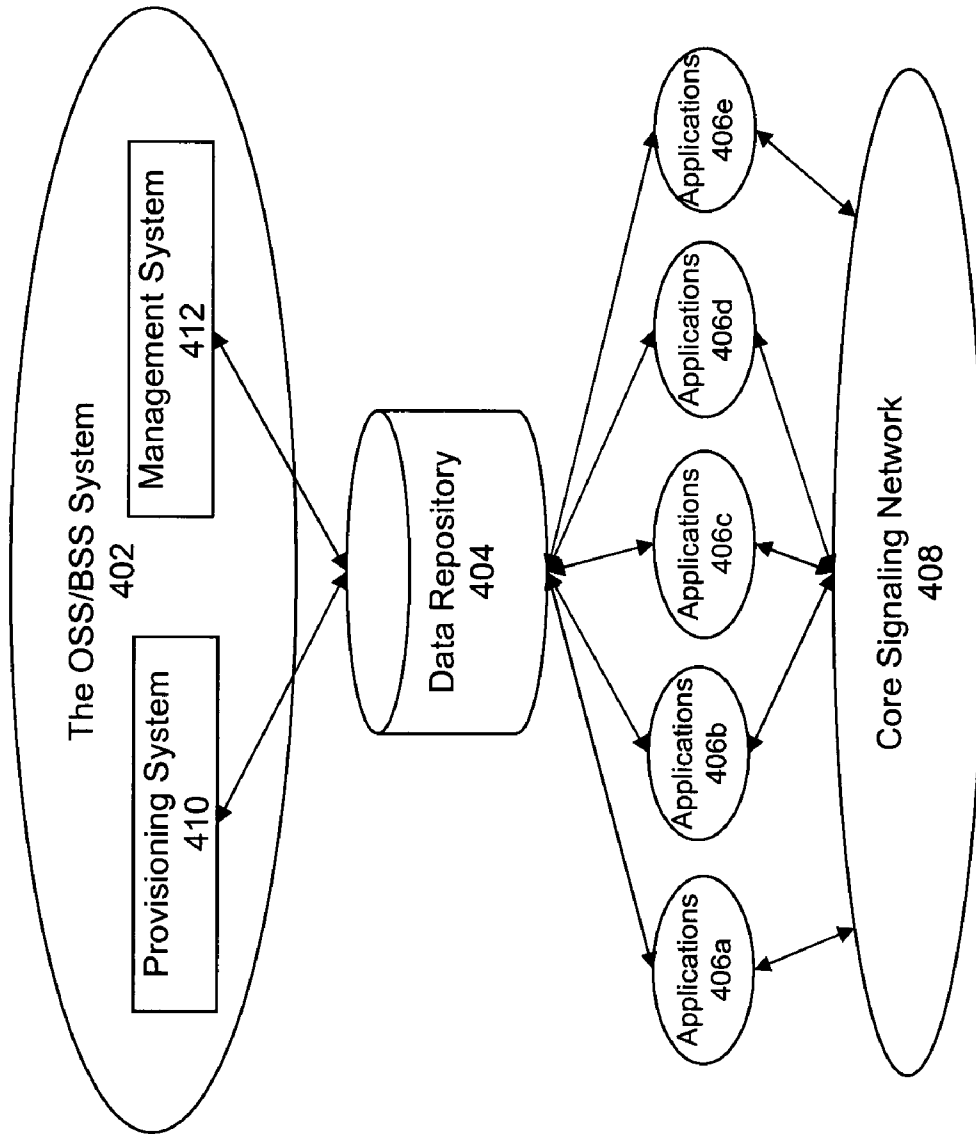 The OSS/BSS System
402
Provisioning System
410
Management System
412
Data Repository
404
Applications
406a
Applications
406b
Applications
406c
Applications
406d
Applications
406e
Core Signaling Network
408